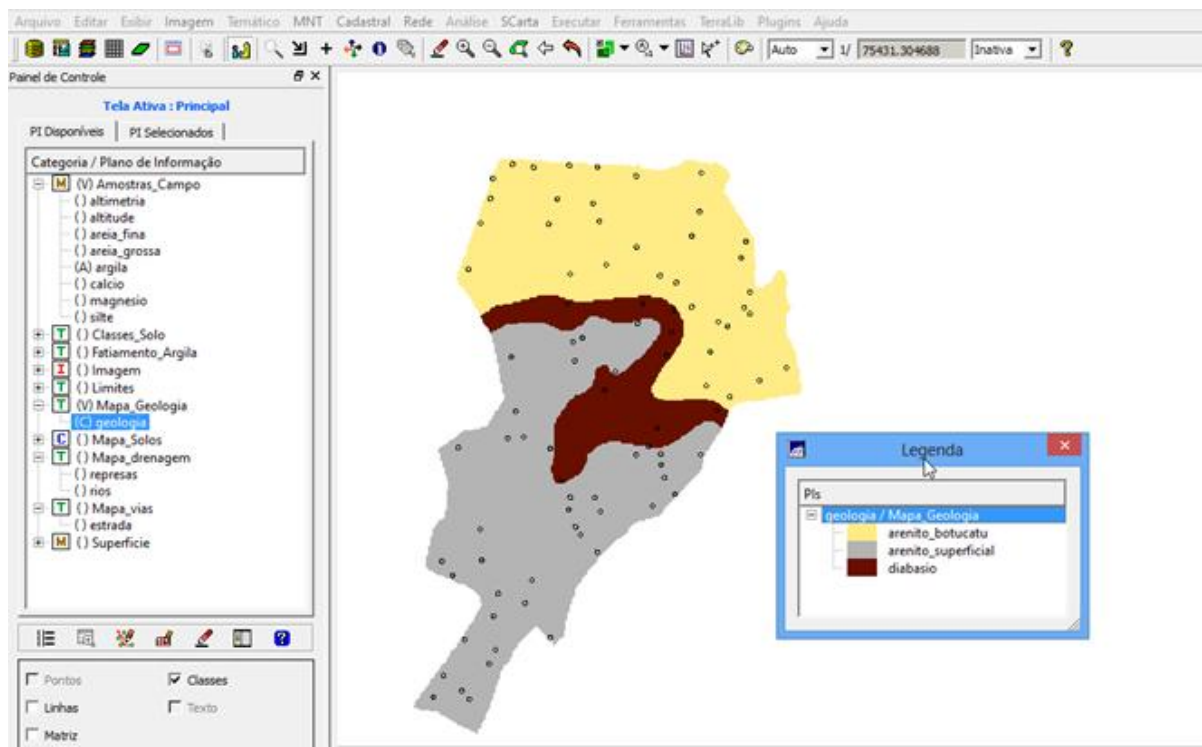 Arquivo Editar Exibir Imagem Temático MNT Cadastral Rede Análise SCarta Executar Ferramentas TerraLib Plugins Ajuda
Auto 1/ 75431.304688 Inativa
Painel de Controle
Tela Ativa : Principal
PI Disponíveis PI Selecionados
Categoria / Plano de Informação
M (V) Amostras_Campo
() altimetria
() altitude
() areia_fina
() areia_grossa
(A) argila
() calcio
() magnesio
() silte
T () Classes_Solo
T () Fatiamento_Argila
I () Imagem
T () Limites
T (V) Mapa_Geologia
(C) geologia
C () Mapa_Solos
T () Mapa_drenagem
() represas
() rios
T () Mapa_vias
() estrada
M () Superficie
Pontos Classes
Linhas Texto
Matriz
Legenda
PIs
geologia / Mapa_Geologia
arenito_botucatu
arenito_superficial
diabasio